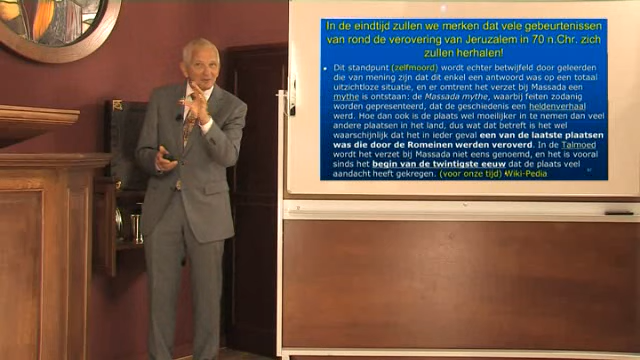 In de eindtijd zullen we merken dat vele gebeurtenissen
van rond de verovering van Jeruzalem in 70 n.Chr. zich
zullen herhalen!
• Dit standpunt (zelfmoord) wordt echter betwijfeld door geleerden
die van mening zijn dat dit enkel een antwoord was op een totaal
uitzichtloze situatie, en er omtrent het verzet bij Massada een
mythe is ontstaan: de Massada mythe, waarbij feiten zodanig
worden gepresenteerd, dat de geschiedenis een heldenverhaal
werd. Hoe dan ook is de plaats wel moeilijker in te nemen dan veel
andere plaatsen in het land, dus wat dat betreft is het wel
waarschijnlijk dat het in ieder geval een van de laatste plaatsen
was die door de Romeinen werden veroverd. In de Talmoed
wordt het verzet bij Massada niet eens genoemd, en het is vooral
sinds het begin van de twintigste eeuw dat de plaats veel
aandacht heeft gekregen. (voor onze tijd) Wiki-Pedia